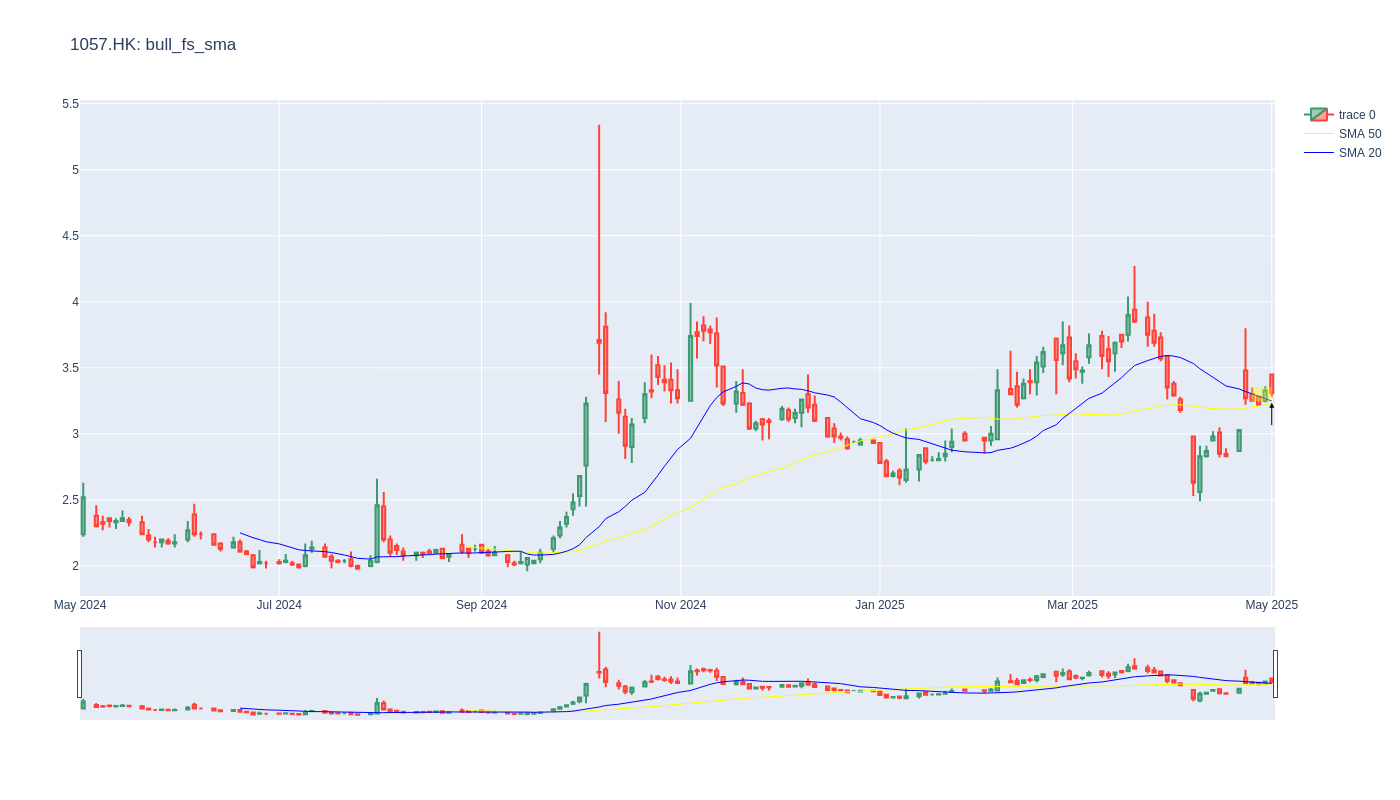 1057.HK: bull_fs_sma
5.5
5
4.5
4
3.5
3
2.5
2
May 2024
Jul 2024
Sep 2024
Nov 2024
Jan 2025
Mar 2025
May 2025
trace 0
SMA 50
SMA 20